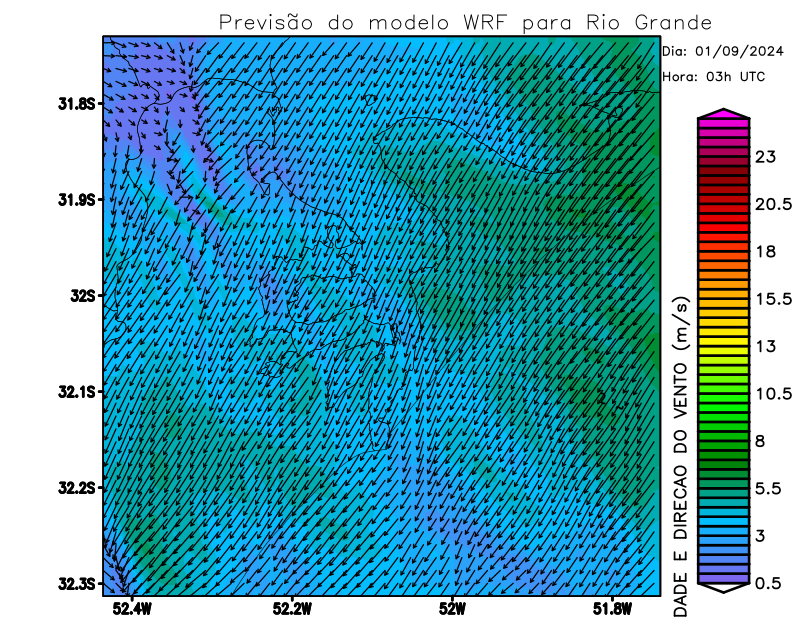 Previsão do modelo WRF para Rio Grande
Dia: 01/09/2024
Hora: 03h UTC
31.8S
31.9S
32S
32.1S
32.2S
32.3S
52.4W
52.2W
52W
51.8W
DADE E DIRECAO DO VENTO (m/s)
23
20.5
18
15.5
13
10.5
8
5.5
3
0.5